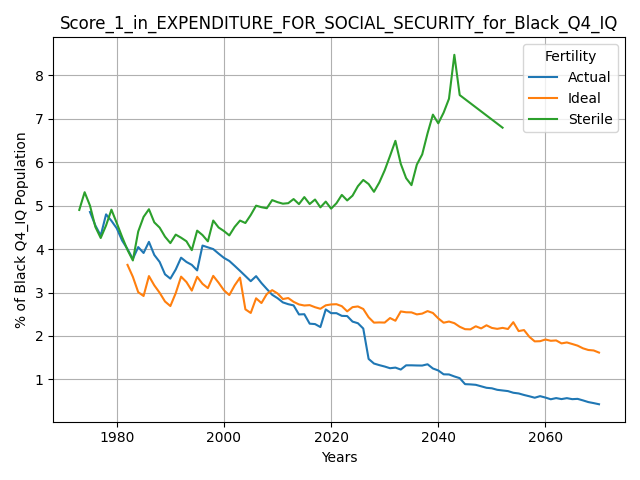 Score_1_in_EXPENDITURE_FOR_SOCIAL_SECURITY_for_Black_Q4_IQ
Fertility
Actual
Ideal
Sterile
% of Black Q4_IQ Population
8
7
6
5
4
3
2
1
1980 2000 2020 2040 2060
Years